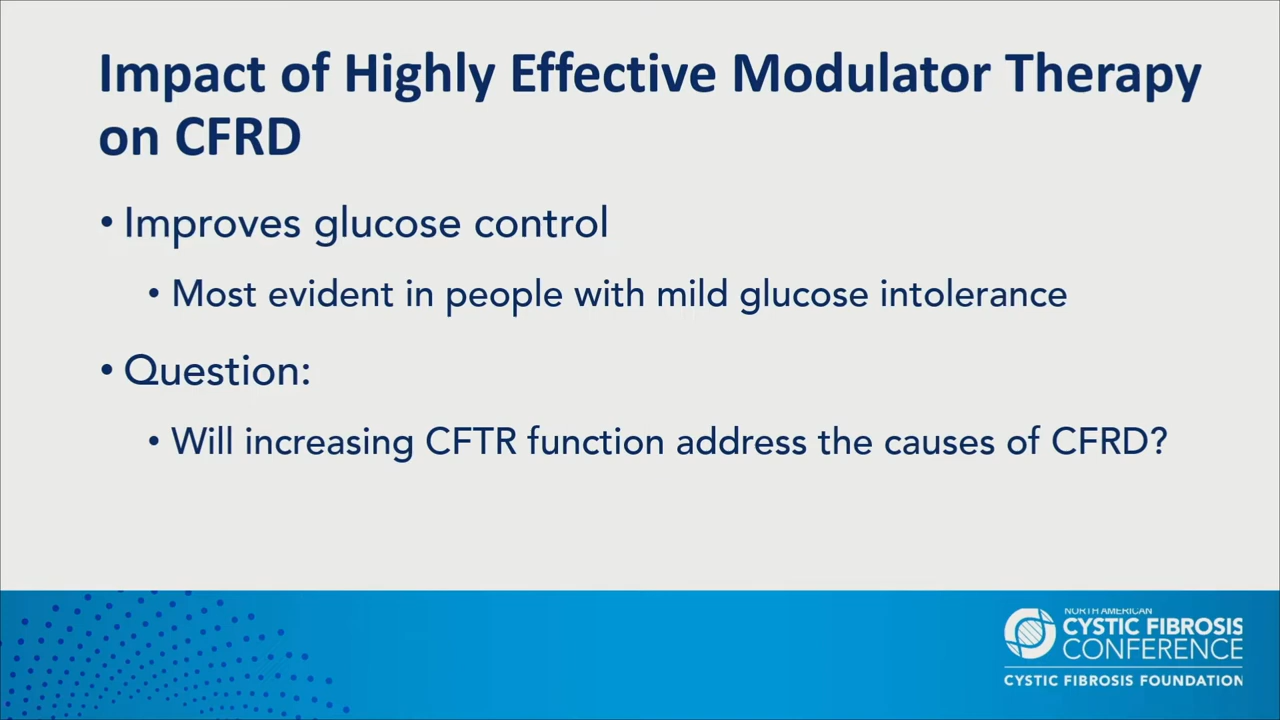 Impact of Highly Effective Modulator Therapy
on CFRD
• Improves glucose control
• Most evident in people with mild glucose intolerance
• Question:
• Will increasing CFTR function address the causes of CFRD?
NORTH AMERICAN
CYSTIC FIBROSIS
CONFERENCE
CYSTIC FIBROSIS FOUNDATION